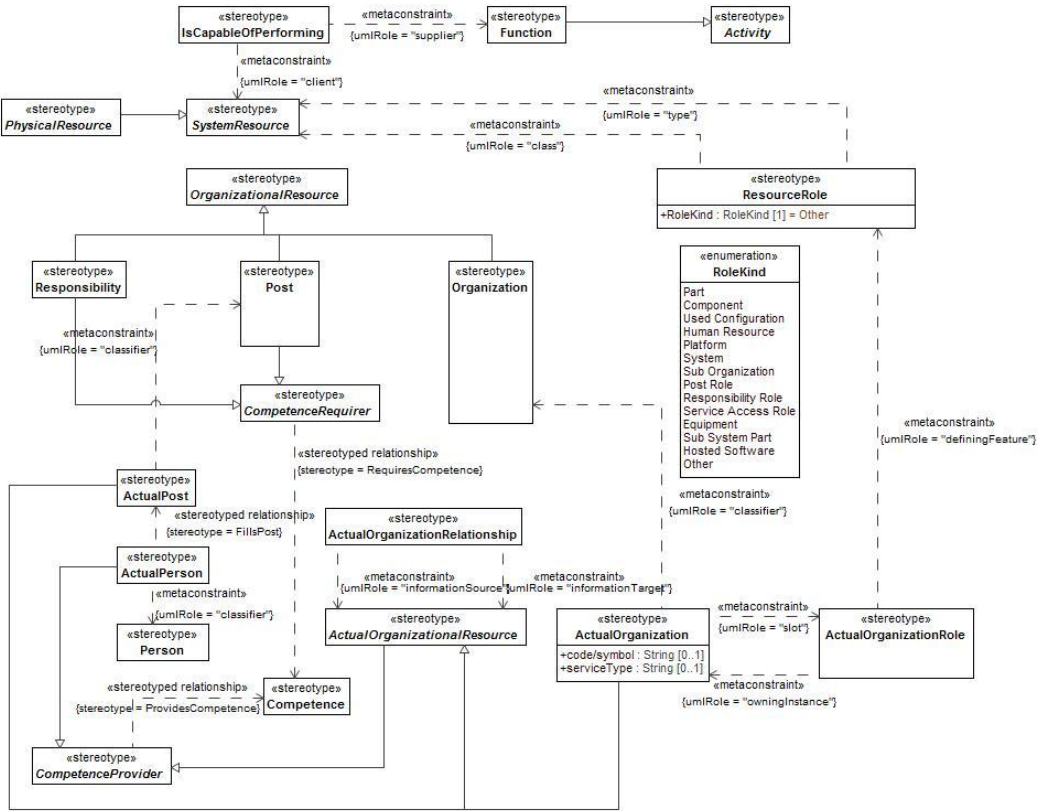 «stereotype»
IsCapableOfPerforming
«metaconstraint»
{umlRole = "supplier"}
«stereotype»
Function
«stereotype»
Activity
«metaconstraint»
{umlRole = "client"}
«stereotype»
PhysicalResource
«stereotype»
SystemResource
«metaconstraint»
{umlRole = "type"}
«metaconstraint»
{umlRole = "class"}
«stereotype»
OrganizationalResource
«stereotype»
ResourceRole
+RoleKind : RoleKind [1] = Other
«stereotype»
Responsibility
«stereotype»
Post
«stereotype»
Organization
«enumeration»
RoleKind
Part
Component
Used Configuration
Human Resource
Platform
System
Sub Organization
Post Role
Responsibility Role
Service Access Role
Equipment
Sub System Part
Hosted Software
Other
«metaconstraint»
{umlRole = "classifier"}
«stereotype»
CompetenceRequirer
«metaconstraint»
{umlRole = "definingFeature"}
«stereotyped relationship»
{stereotype = RequiresCompetence}
«stereotype»
ActualPost
«metaconstraint»
{umlRole = "classifier"}
«stereotyped relationship»
{stereotype = FillsPost}
«stereotype»
ActualOrganizationRelationship
«stereotype»
ActualPerson
«metaconstraint»
{umlRole = "informationSource"}
«metaconstraint»
{umlRole = "informationTarget"}
«metaconstraint»
{umlRole = "classifier"}
«stereotype»
Person
«stereotype»
ActualOrganizationalResource
«stereotype»
ActualOrganization
+code/symbol : String [0..1]
+serviceType : String [0..1]
«metaconstraint»
{umlRole = "slot"}
«stereotype»
ActualOrganizationRole
«metaconstraint»
{umlRole = "owningInstance"}
«stereotyped relationship»
{stereotype = ProvidesCompetence}
«stereotype»
Competence
«stereotype»
CompetenceProvider